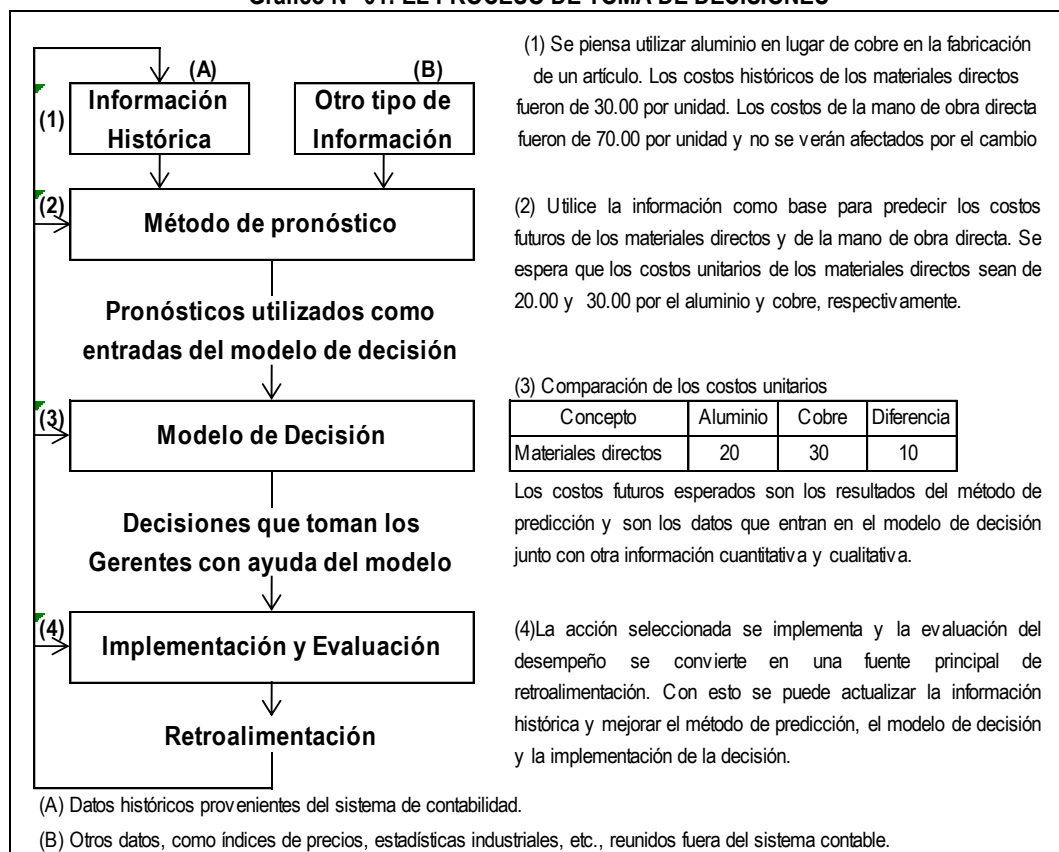 Gráfico N° 01: EL PROCESO DE TOMA DE DECISIONES
(A)
(B)
(1)
Información
Histórica
Otro tipo de
Información
(2)
Método de pronóstico
Pronósticos utilizados como
entradas del modelo de decisión
(3)
Modelo de Decisión
Decisiones que toman los
Gerentes con ayuda del modelo
(4)
Implementación y Evaluación
Retroalimentación
(1) Se piensa utilizar aluminio en lugar de cobre en la fabricación
de un artículo. Los costos históricos de los materiales directos
fueron de 30.00 por unidad. Los costos de la mano de obra directa
fueron de 70.00 por unidad y no se verán afectados por el cambio
(2) Utilice la información como base para predecir los costos
futuros de los materiales directos y de la mano de obra directa. Se
espera que los costos unitarios de los materiales directos sean de
20.00 y 30.00 por el aluminio y cobre, respectivamente.
(3) Comparación de los costos unitarios
Concepto Aluminio Cobre Diferencia
Materiales directos 20 30 10
Los costos futuros esperados son los resultados del método de
predicción y son los datos que entran en el modelo de decisión
junto con otra información cuantitativa y cualitativa.
(4)La acción seleccionada se implementa y la evaluación del
desempeño se convierte en una fuente principal de
retroalimentación. Con esto se puede actualizar la información
histórica y mejorar el método de predicción, el modelo de decisión
y la implementación de la decisión.
(A) Datos históricos provenientes del sistema de contabilidad.
(B) Otros datos, como índices de precios, estadísticas industriales, etc., reunidos fuera del sistema contable.